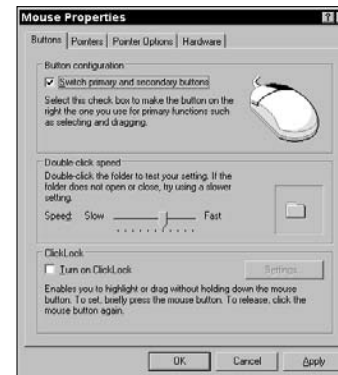 Mouse Properties
Buttons Pointers Pointer Options Hardware
Button configuration
Switch primary and secondary buttons
Select this check box to make the button on the
right the one you use for primary functions such
as selecting and dragging.
Double-click speed
Double-click the folder to test your setting. If the
folder does not open or close, try using a slower
setting.
Speed: Slow Fast
ClickLock
Turn on ClickLock Settings...
Enables you to highlight or drag without holding down the mouse
button. To set, briefly press the mouse button. To release, click the
mouse button again.
OK Cancel Apply